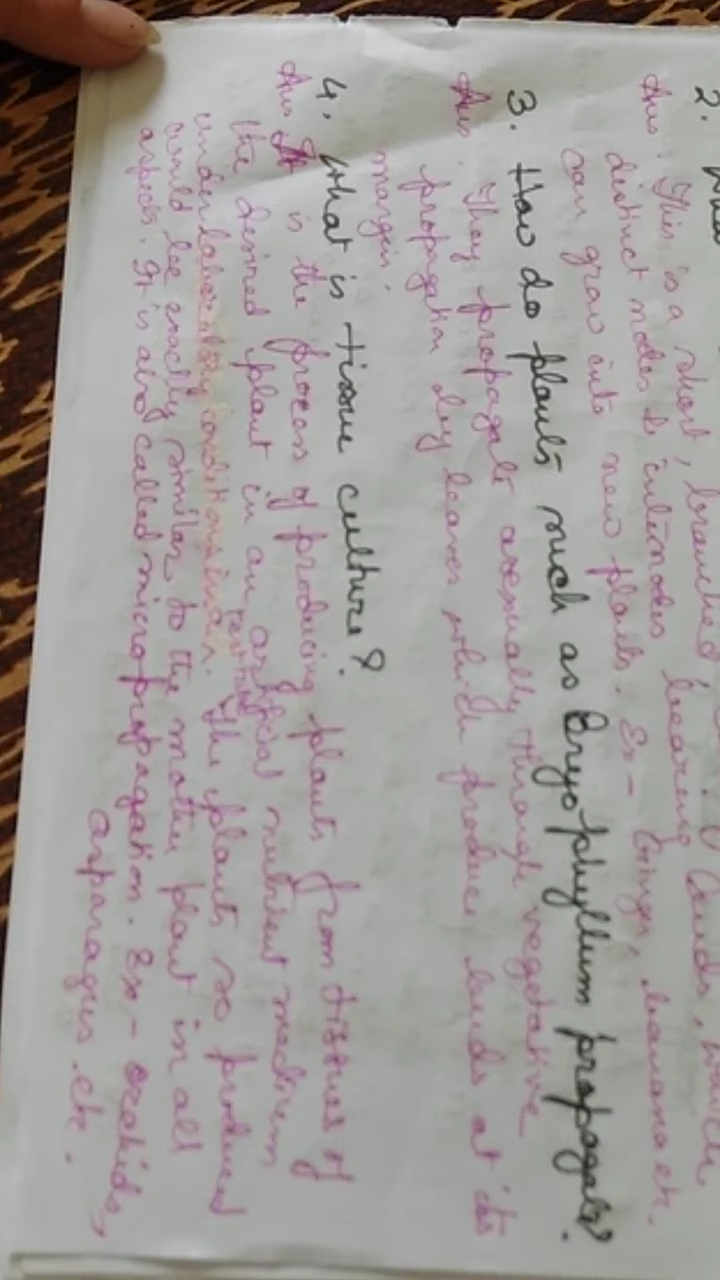 2.
Ans. This is a short, branched, buds, which
distinct nodes & internodes bearing
can grow into new plants. Ex- Ginger, banana etc.
3. How do plants such as Bryophyllum propagate?
Ans. They propagate asexually through vegetative
propagation by leaves which produce buds at its
margin.
4. What is tissue culture?
Ans It is the process of producing plants from tissues of
the desired plant in an artificial nutrient medium
under laboratory conditions. The plants so produced
would be exactly similar to the mother plant in all
aspects. It is also called micropropagation. Ex- orchids,
asparagus etc.